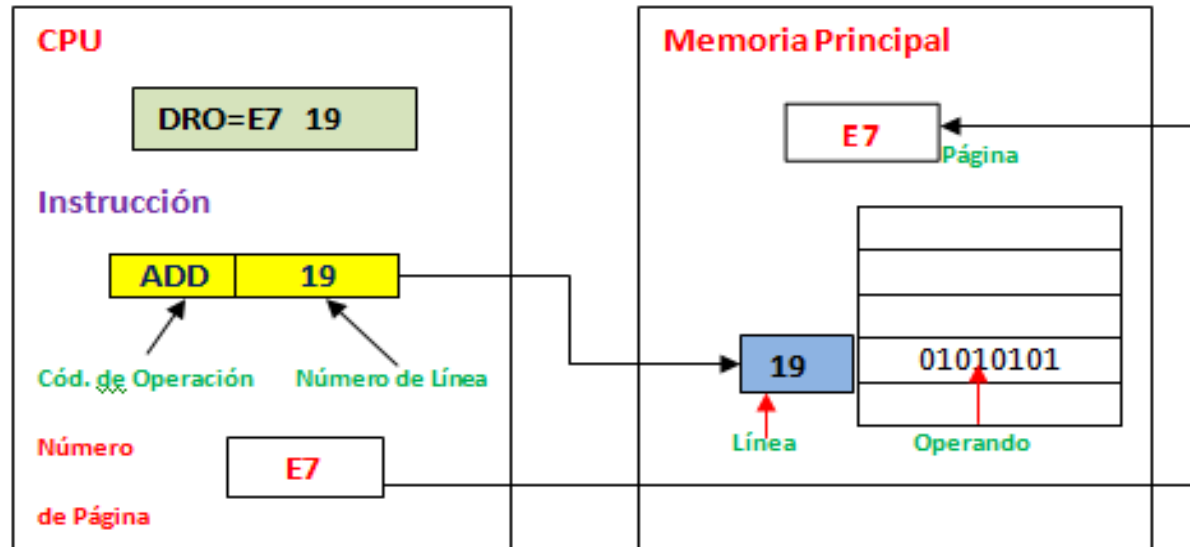 CPU
DRO=E7 19
Instrucción
ADD 19
Cód. de Operación Número de Línea
Número
de Página
E7
Memoria Principal
E7
Página
19
01010101
Línea
Operando